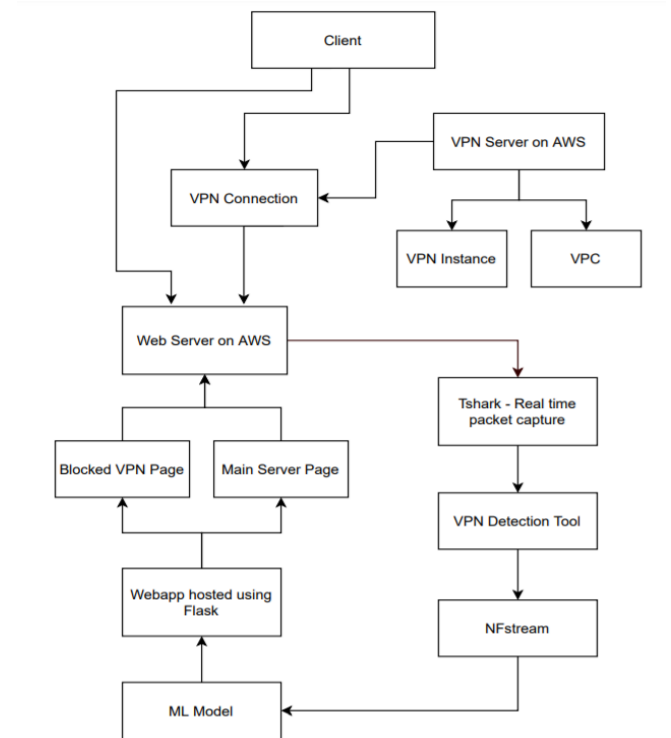 Client
VPN Server on AWS
VPN Connection
VPN Instance
VPC
Web Server on AWS
Tshark - Real time
packet capture
Blocked VPN Page
Main Server Page
VPN Detection Tool
Webapp hosted using
Flask
NFstream
ML Model